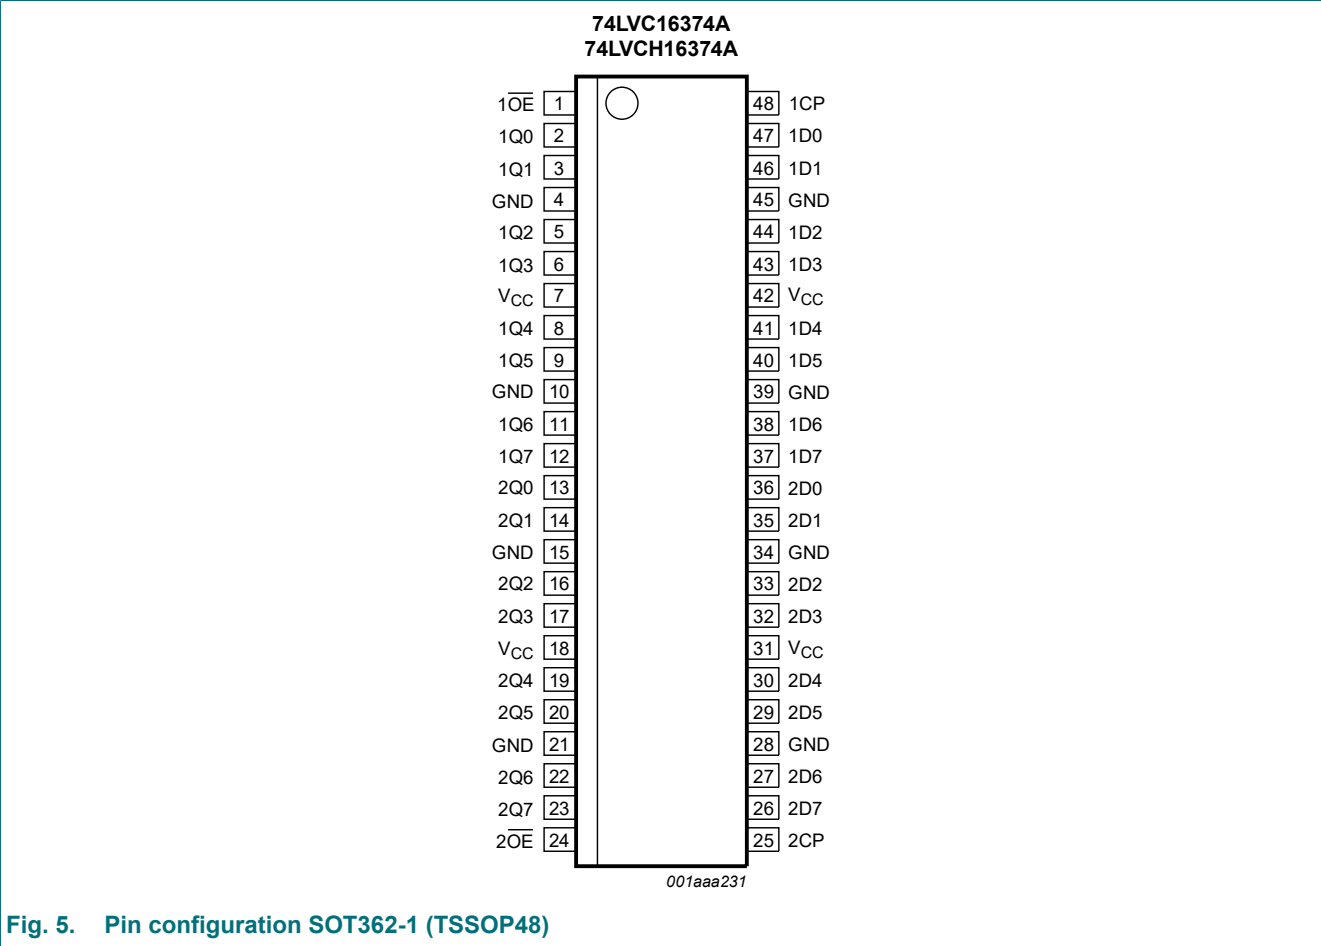 74LVC16374A
74LVCH16374A
1O̅E̅ 1 48 1CP
1Q0 2 47 1D0
1Q1 3 46 1D1
GND 4 45 GND
1Q2 5 44 1D2
1Q3 6 43 1D3
VCC 7 42 VCC
1Q4 8 41 1D4
1Q5 9 40 1D5
GND 10 39 GND
1Q6 11 38 1D6
1Q7 12 37 1D7
2Q0 13 36 2D0
2Q1 14 35 2D1
GND 15 34 GND
2Q2 16 33 2D2
2Q3 17 32 2D3
VCC 18 31 VCC
2Q4 19 30 2D4
2Q5 20 29 2D5
GND 21 28 GND
2Q6 22 27 2D6
2Q7 23 26 2D7
2O̅E̅ 24 25 2CP
001aaa231
Fig. 5. Pin configuration SOT362-1 (TSSOP48)